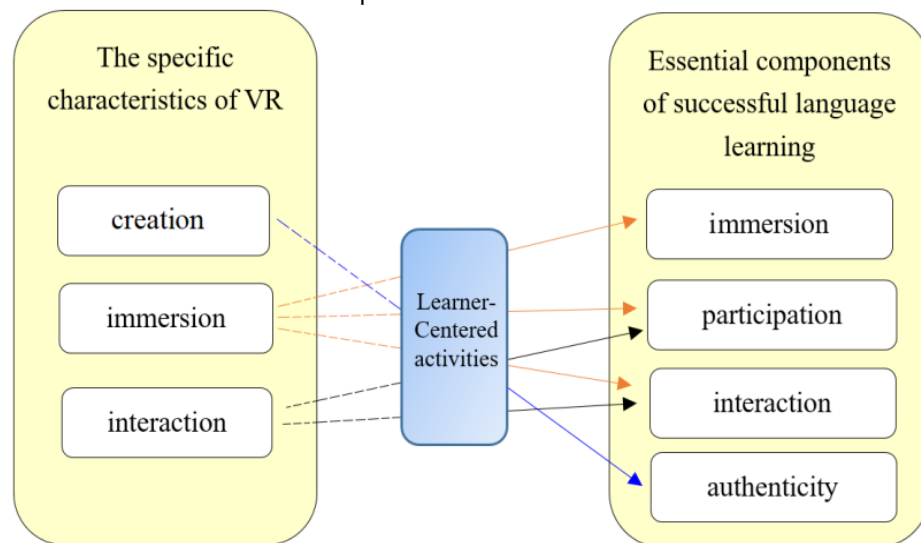 The specific
characteristics of VR
creation
immersion
interaction
Learner-
Centered
activities
Essential components
of successful language
learning
immersion
participation
interaction
authenticity